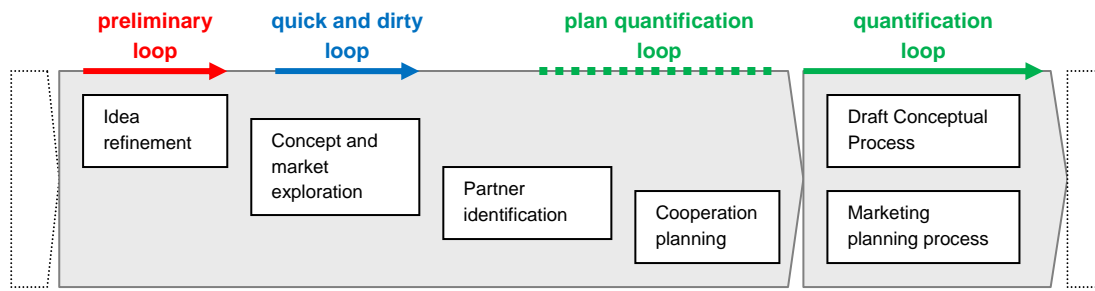 preliminary
loop
quick and dirty
loop
plan quantification
loop
quantification
loop
Idea
refinement
Concept and
market
exploration
Partner
identification
Cooperation
planning
Draft Conceptual
Process
Marketing
planning process